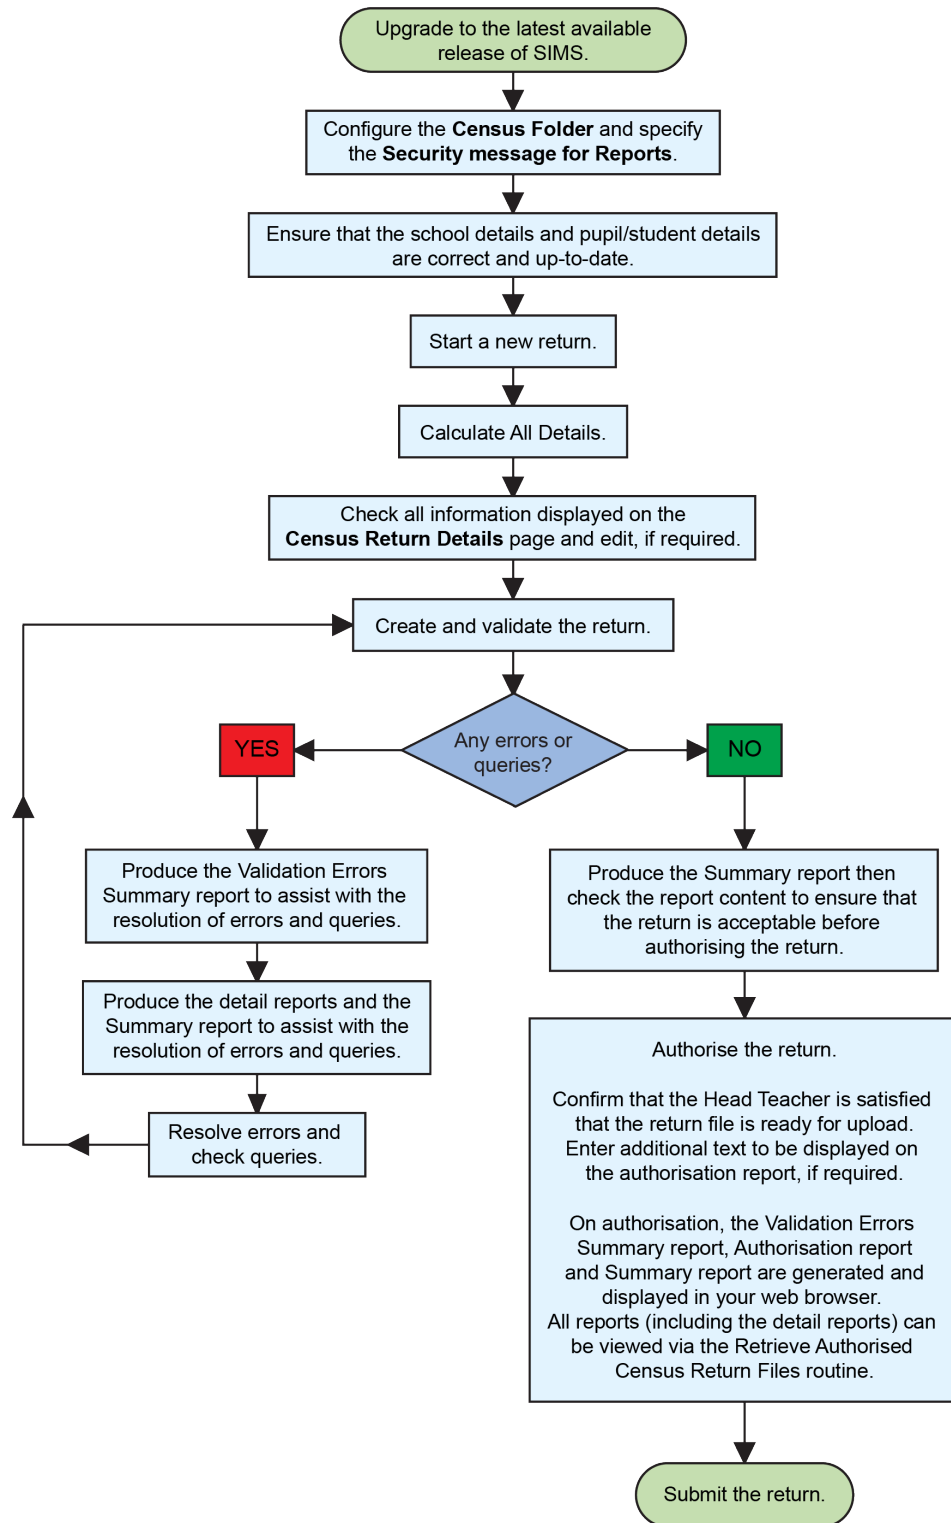 Upgrade to the latest available
release of SIMS.
Configure the Census Folder and specify
the Security message for Reports.
Ensure that the school details and pupil/student details
are correct and up-to-date.
Start a new return.
Calculate All Details.
Check all information displayed on the
Census Return Details page and edit, if required.
Create and validate the return.
Any errors or
queries?
YES
NO
Produce the Validation Errors
Summary report to assist with the
resolution of errors and queries.
Produce the detail reports and the
Summary report to assist with the
resolution of errors and queries.
Resolve errors and
check queries.
Produce the Summary report then
check the report content to ensure that
the return is acceptable before
authorising the return.
Authorise the return.
Confirm that the Head Teacher is satisfied
that the return file is ready for upload.
Enter additional text to be displayed on
the authorisation report, if required.
On authorisation, the Validation Errors
Summary report, Authorisation report
and Summary report are generated and
displayed in your web browser.
All reports (including the detail reports) can
be viewed via the Retrieve Authorised
Census Return Files routine.
Submit the return.